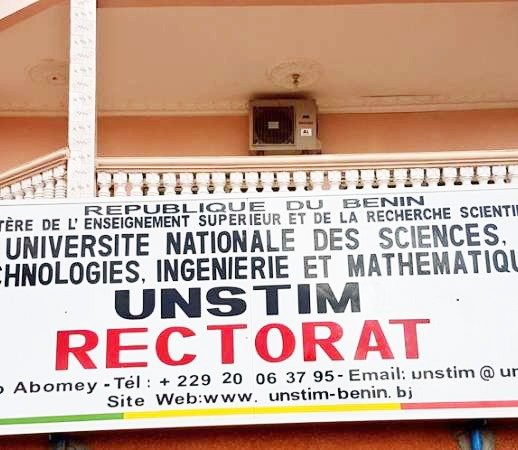 REPUBLIQUE DU BENIN
TÈRE DE L' ENSEIGNEMENT SUPERIEUR ET DE LA RECHERCHE SCIENTIF
UNIVERSITE NATIONALE DES SCIENCES,
CHNOLOGIES, INGENIERIE ET MATHEMATIQU
UNSTIM
RECTORAT
Abomey - Tél : + 229 20 06 37 95 - Email: unstim @ un
Site Web:www. unstim-benin.bj